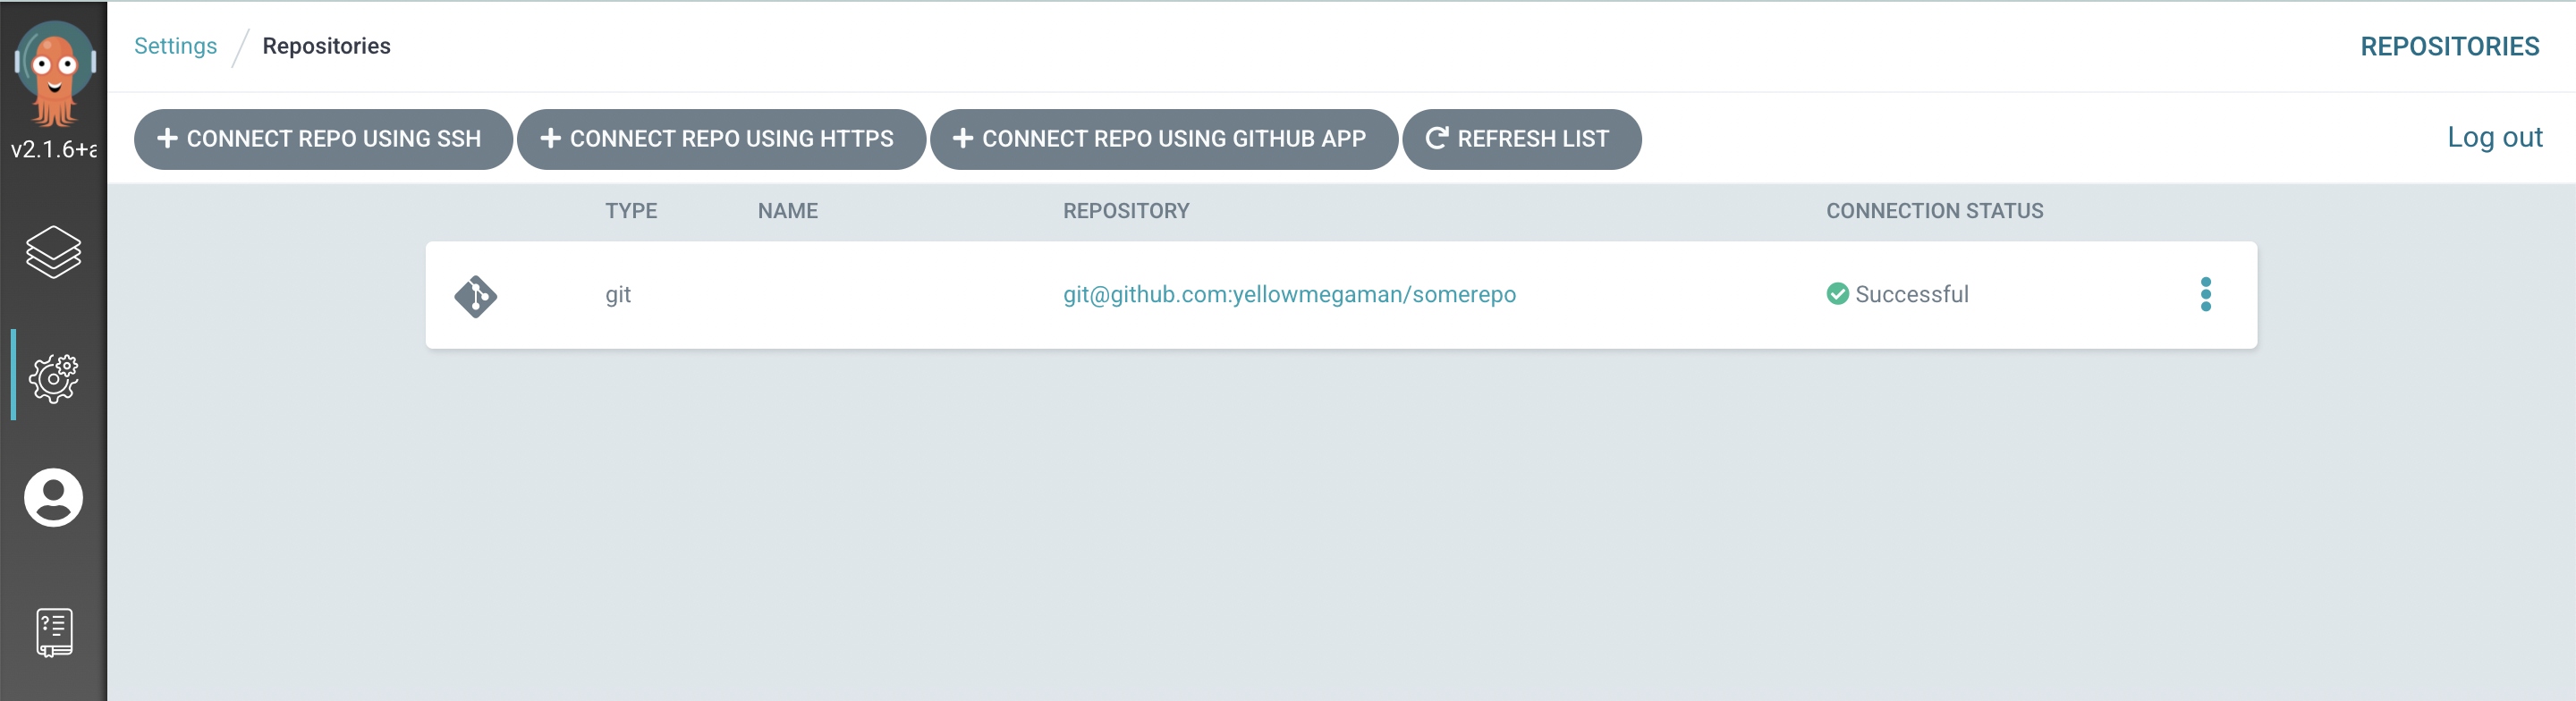 Settings / Repositories
REPOSITORIES
v2.1.6+a
CONNECT REPO USING SSH
CONNECT REPO USING HTTPS
CONNECT REPO USING GITHUB APP
REFRESH LIST
Log out
TYPE NAME REPOSITORY CONNECTION STATUS
git git@github.com:yellowmegaman/somerepo Successful